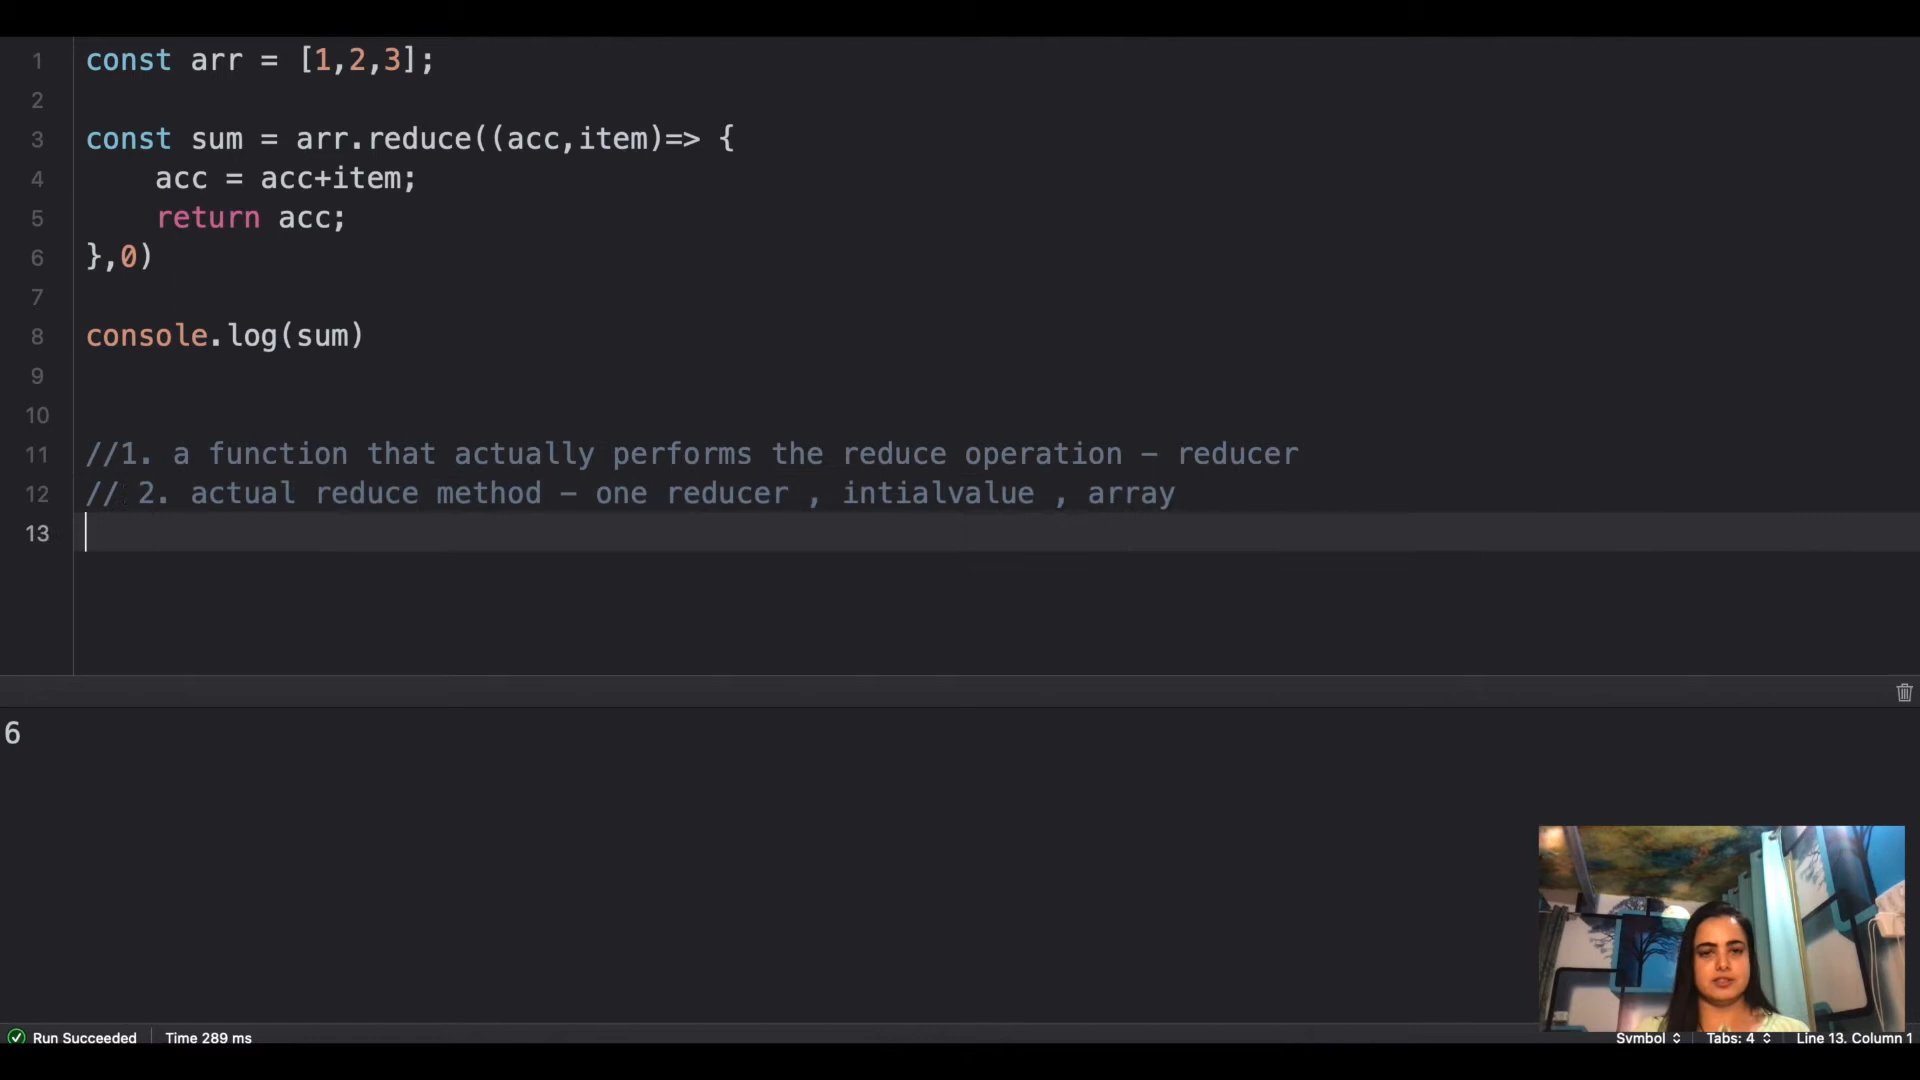 1 const arr = [1,2,3];
2
3 const sum = arr.reduce((acc,item)=> {
4     acc = acc+item;
5     return acc;
6 },0)
7
8 console.log(sum)
9
10
11 //1. a function that actually performs the reduce operation – reducer
12 // 2. actual reduce method – one reducer , intialvalue , array
13
6
Run Succeeded Time 289 ms Symbol Tabs: 4 Line 13, Column 1